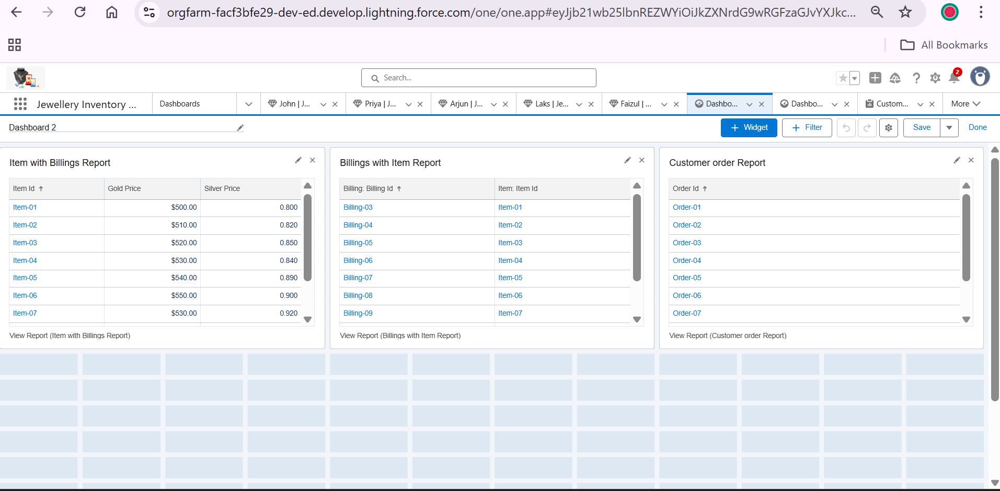 orgfarm-facf3bfe29-dev-ed.develop.lightning.force.com/one/one.app#eyJjb21wb25lbnREZWYiOiJkZXNrdG9wRGFzaGJvYXJkc...
All Bookmarks
Search...
2
Jewellery Inventory ...
Dashboards
John | J...
Priya | J...
Arjun | J...
Laks | Je...
Faizul | ...
Dashbo...
Dashbo...
Custom...
More
Dashboard 2
+ Widget
+ Filter
Save
Done
Item with Billings Report
Item Id ↑ Gold Price Silver Price
Item-01 $500.00 0.800
Item-02 $510.00 0.820
Item-03 $520.00 0.850
Item-04 $530.00 0.840
Item-05 $540.00 0.890
Item-06 $550.00 0.900
Item-07 $530.00 0.920
View Report (Item with Billings Report)
Billings with Item Report
Billing: Billing Id ↑ Item: Item Id
Billing-03 Item-01
Billing-04 Item-02
Billing-05 Item-03
Billing-06 Item-04
Billing-07 Item-05
Billing-08 Item-06
Billing-09 Item-07
View Report (Billings with Item Report)
Customer order Report
Order Id ↑
Order-01
Order-02
Order-03
Order-04
Order-05
Order-06
Order-07
View Report (Customer order Report)